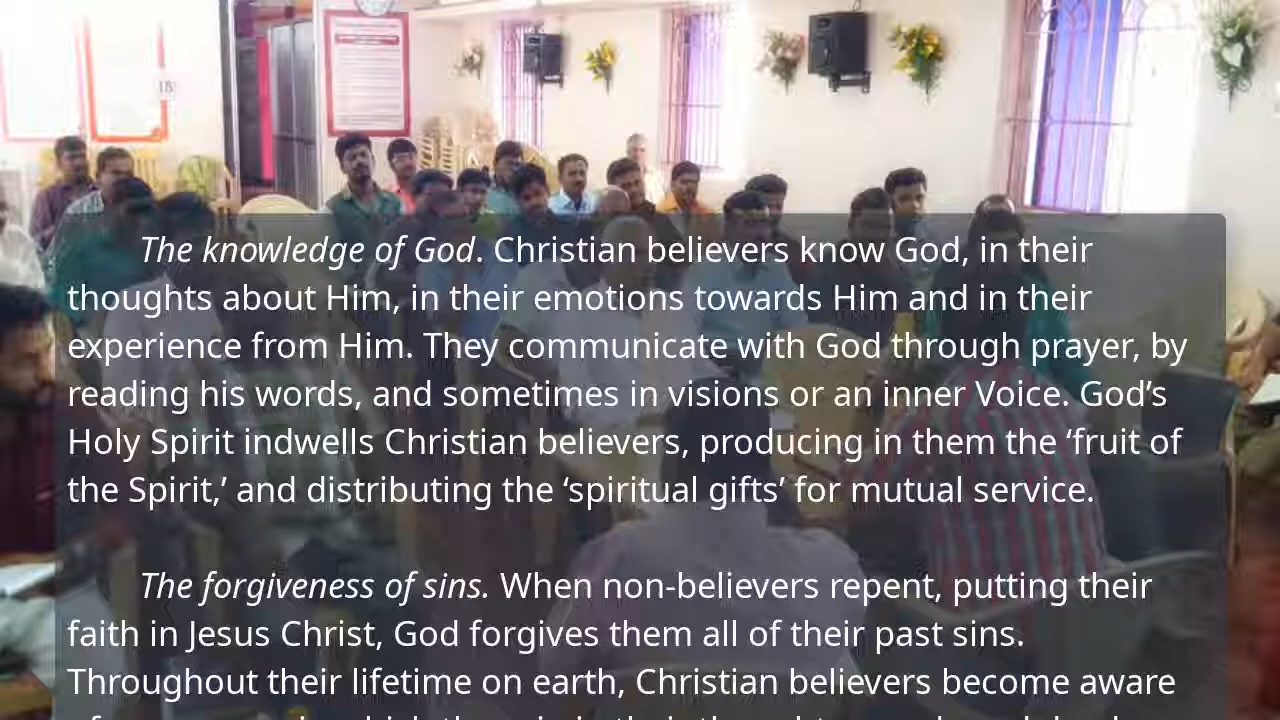 The knowledge of God. Christian believers know God, in their
thoughts about Him, in their emotions towards Him and in their
experience from Him. They communicate with God through prayer, by
reading his words, and sometimes in visions or an inner Voice. God’s
Holy Spirit indwells Christian believers, producing in them the ‘fruit of
the Spirit,’ and distributing the ‘spiritual gifts’ for mutual service.
The forgiveness of sins. When non-believers repent, putting their
faith in Jesus Christ, God forgives them all of their past sins.
Throughout their lifetime on earth, Christian believers become aware